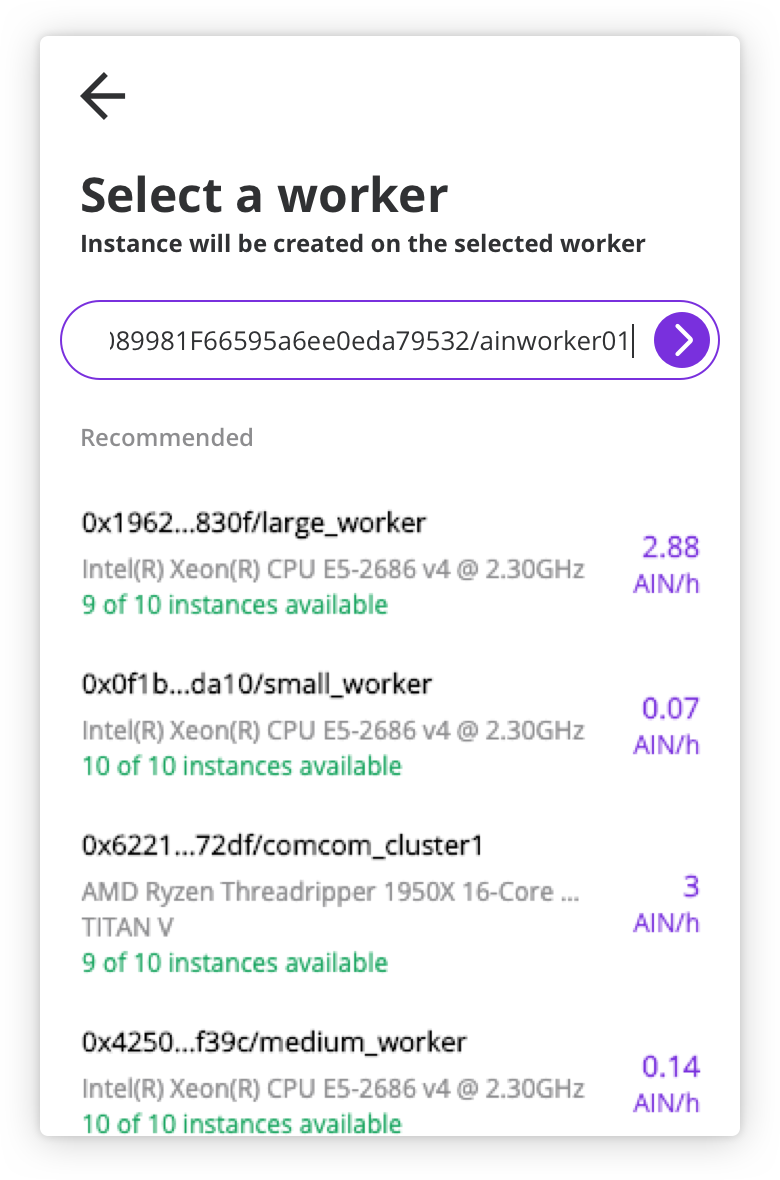 Select a worker
Instance will be created on the selected worker
089981F66595a6ee0eda79532/ainworker01
Recommended
0x1962...830f/large_worker
2.88
Intel(R) Xeon(R) CPU E5-2686 v4 @ 2.30GHz
AIN/h
9 of 10 instances available
0x0f1b...da10/small_worker
0.07
Intel(R) Xeon(R) CPU E5-2686 v4 @ 2.30GHz
AIN/h
10 of 10 instances available
0x6221...72df/comcom_cluster1
3
AMD Ryzen Threadripper 1950X 16-Core ...
TITAN V
AIN/h
9 of 10 instances available
0x4250...f39c/medium_worker
0.14
Intel(R) Xeon(R) CPU E5-2686 v4 @ 2.30GHz
AIN/h
10 of 10 instances available